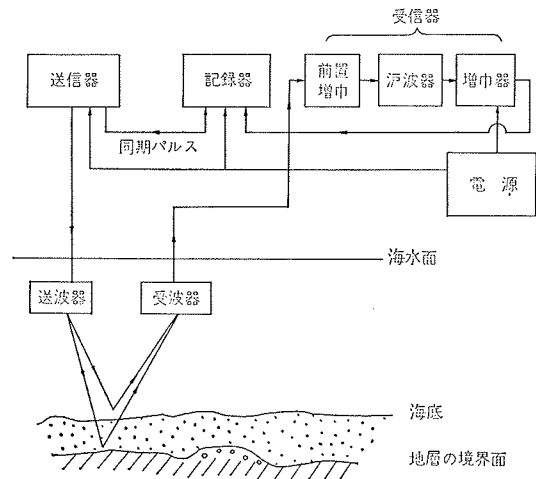 受信器
送信器
記録器
前置
増巾
沪波器
増巾器
同期パルス
電源
海水面
送波器
受波器
海底
地層の境界面